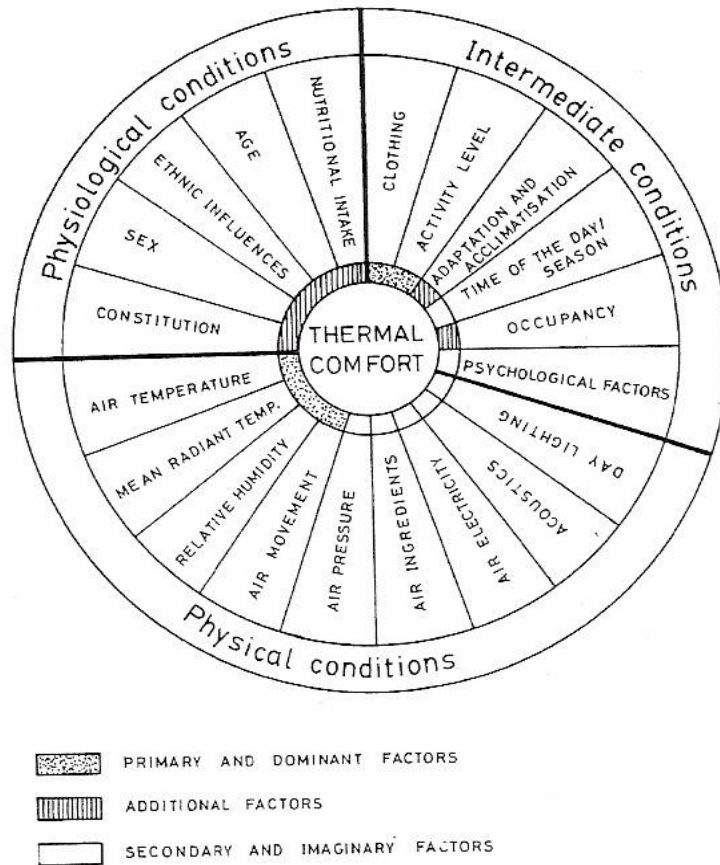 Physiological conditions
Intermediate conditions
Physical conditions
THERMAL
COMFORT
CONSTITUTION
SEX
ETHNIC INFLUENCES
AGE
NUTRITIONAL INTAKE
CLOTHING
ACTIVITY LEVEL
ADAPTATION AND
ACCLIMATISATION
TIME OF THE DAY/
SEASON
OCCUPANCY
PSYCHOLOGICAL FACTORS
DAY LIGHTING
ACOUSTICS
AIR ELECTRICITY
AIR INGREDIENTS
AIR PRESSURE
AIR MOVEMENT
RELATIVE HUMIDITY
MEAN RADIANT TEMP.
AIR TEMPERATURE
PRIMARY AND DOMINANT FACTORS
ADDITIONAL FACTORS
SECONDARY AND IMAGINARY FACTORS